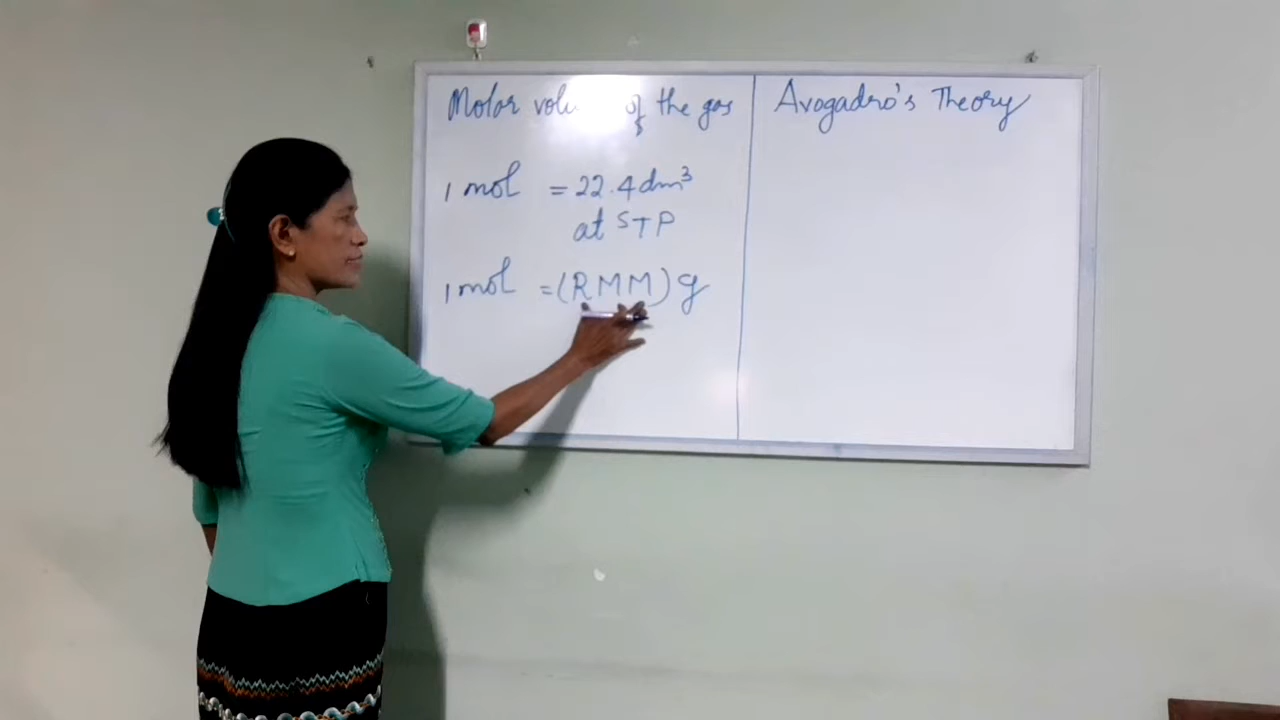 Molar volume of the gas
1 mol = 22.4 dm³
at STP
1 mol = (RMM) g
Avogadro's Theory